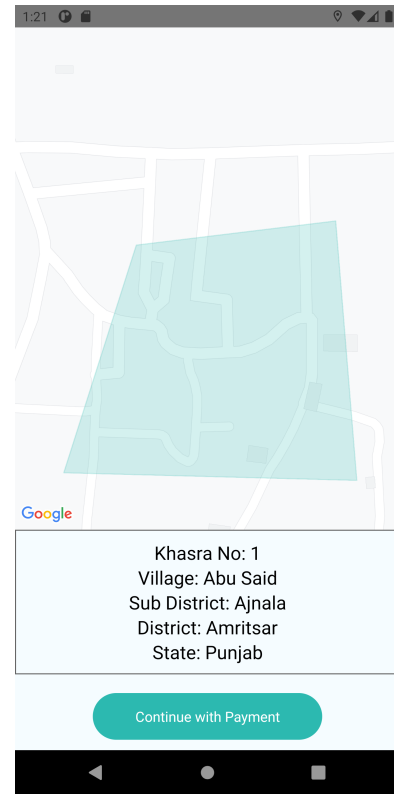 1:21
Google
Khasra No: 1
Village: Abu Said
Sub District: Ajnala
District: Amritsar
State: Punjab
Continue with Payment